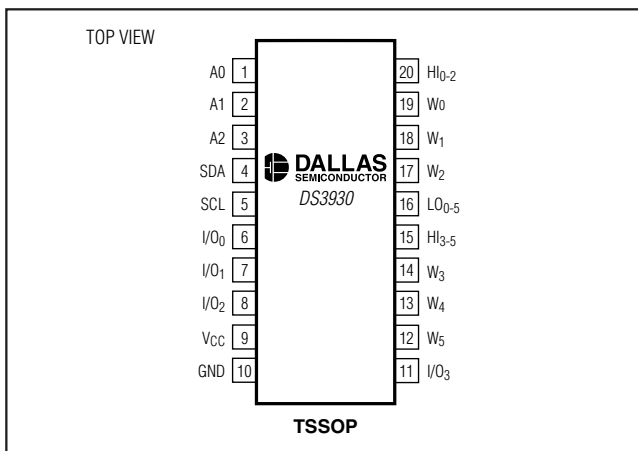 TOP VIEW
A0 1
A1 2
A2 3
SDA 4
SCL 5
I/O0 6
I/O1 7
I/O2 8
VCC 9
GND 10
DALLAS
SEMICONDUCTOR
DS3930
20 HI0-2
19 W0
18 W1
17 W2
16 LO0-5
15 HI3-5
14 W3
13 W4
12 W5
11 I/O3
TSSOP